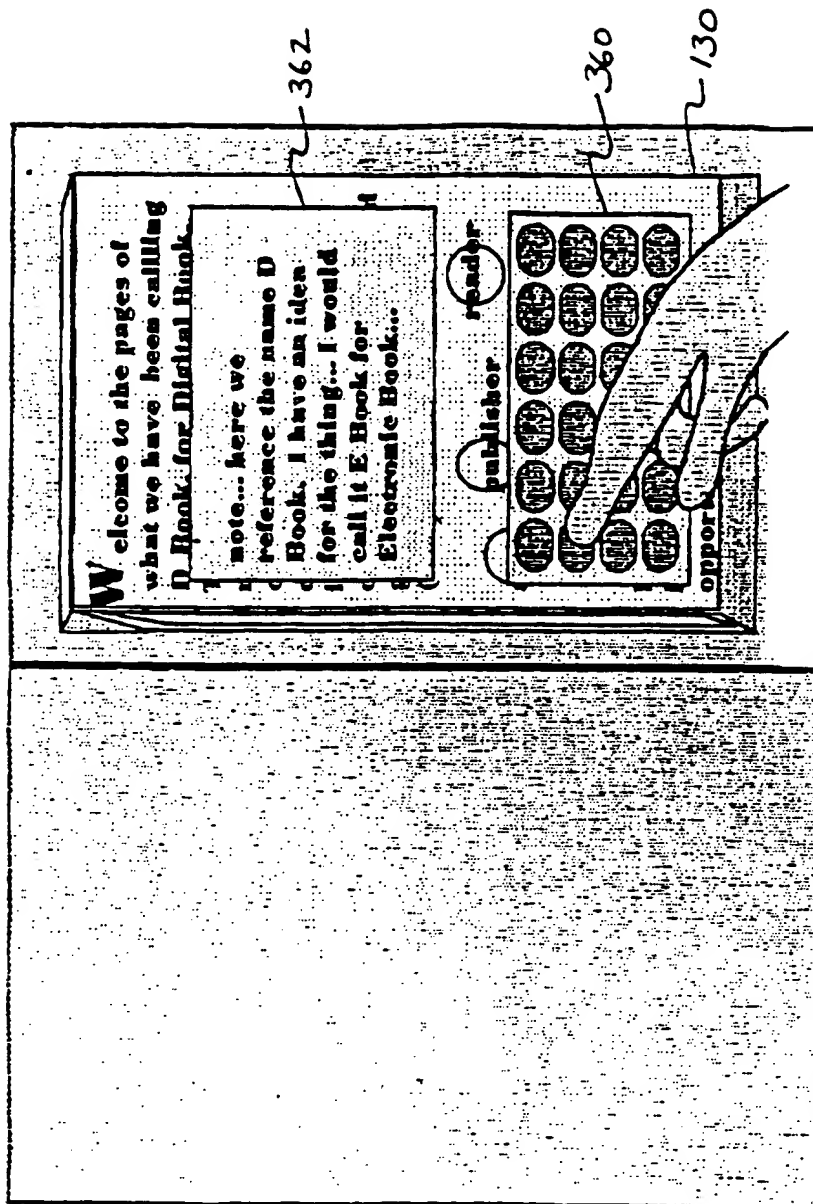 Welcome to the pages of
what we have been callling
D Book, for Digital Book.
note... here we
reference the name D
Book. I have an idea
for the thing... I would
call it E Book for
Electronic Book...
publisher
reader
oppor
362
360
130